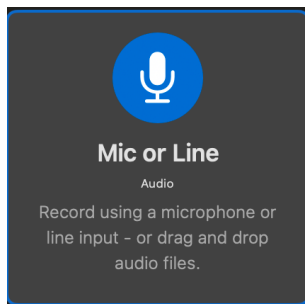 Mic or Line
Audio
Record using a microphone or
line input - or drag and drop
audio files.